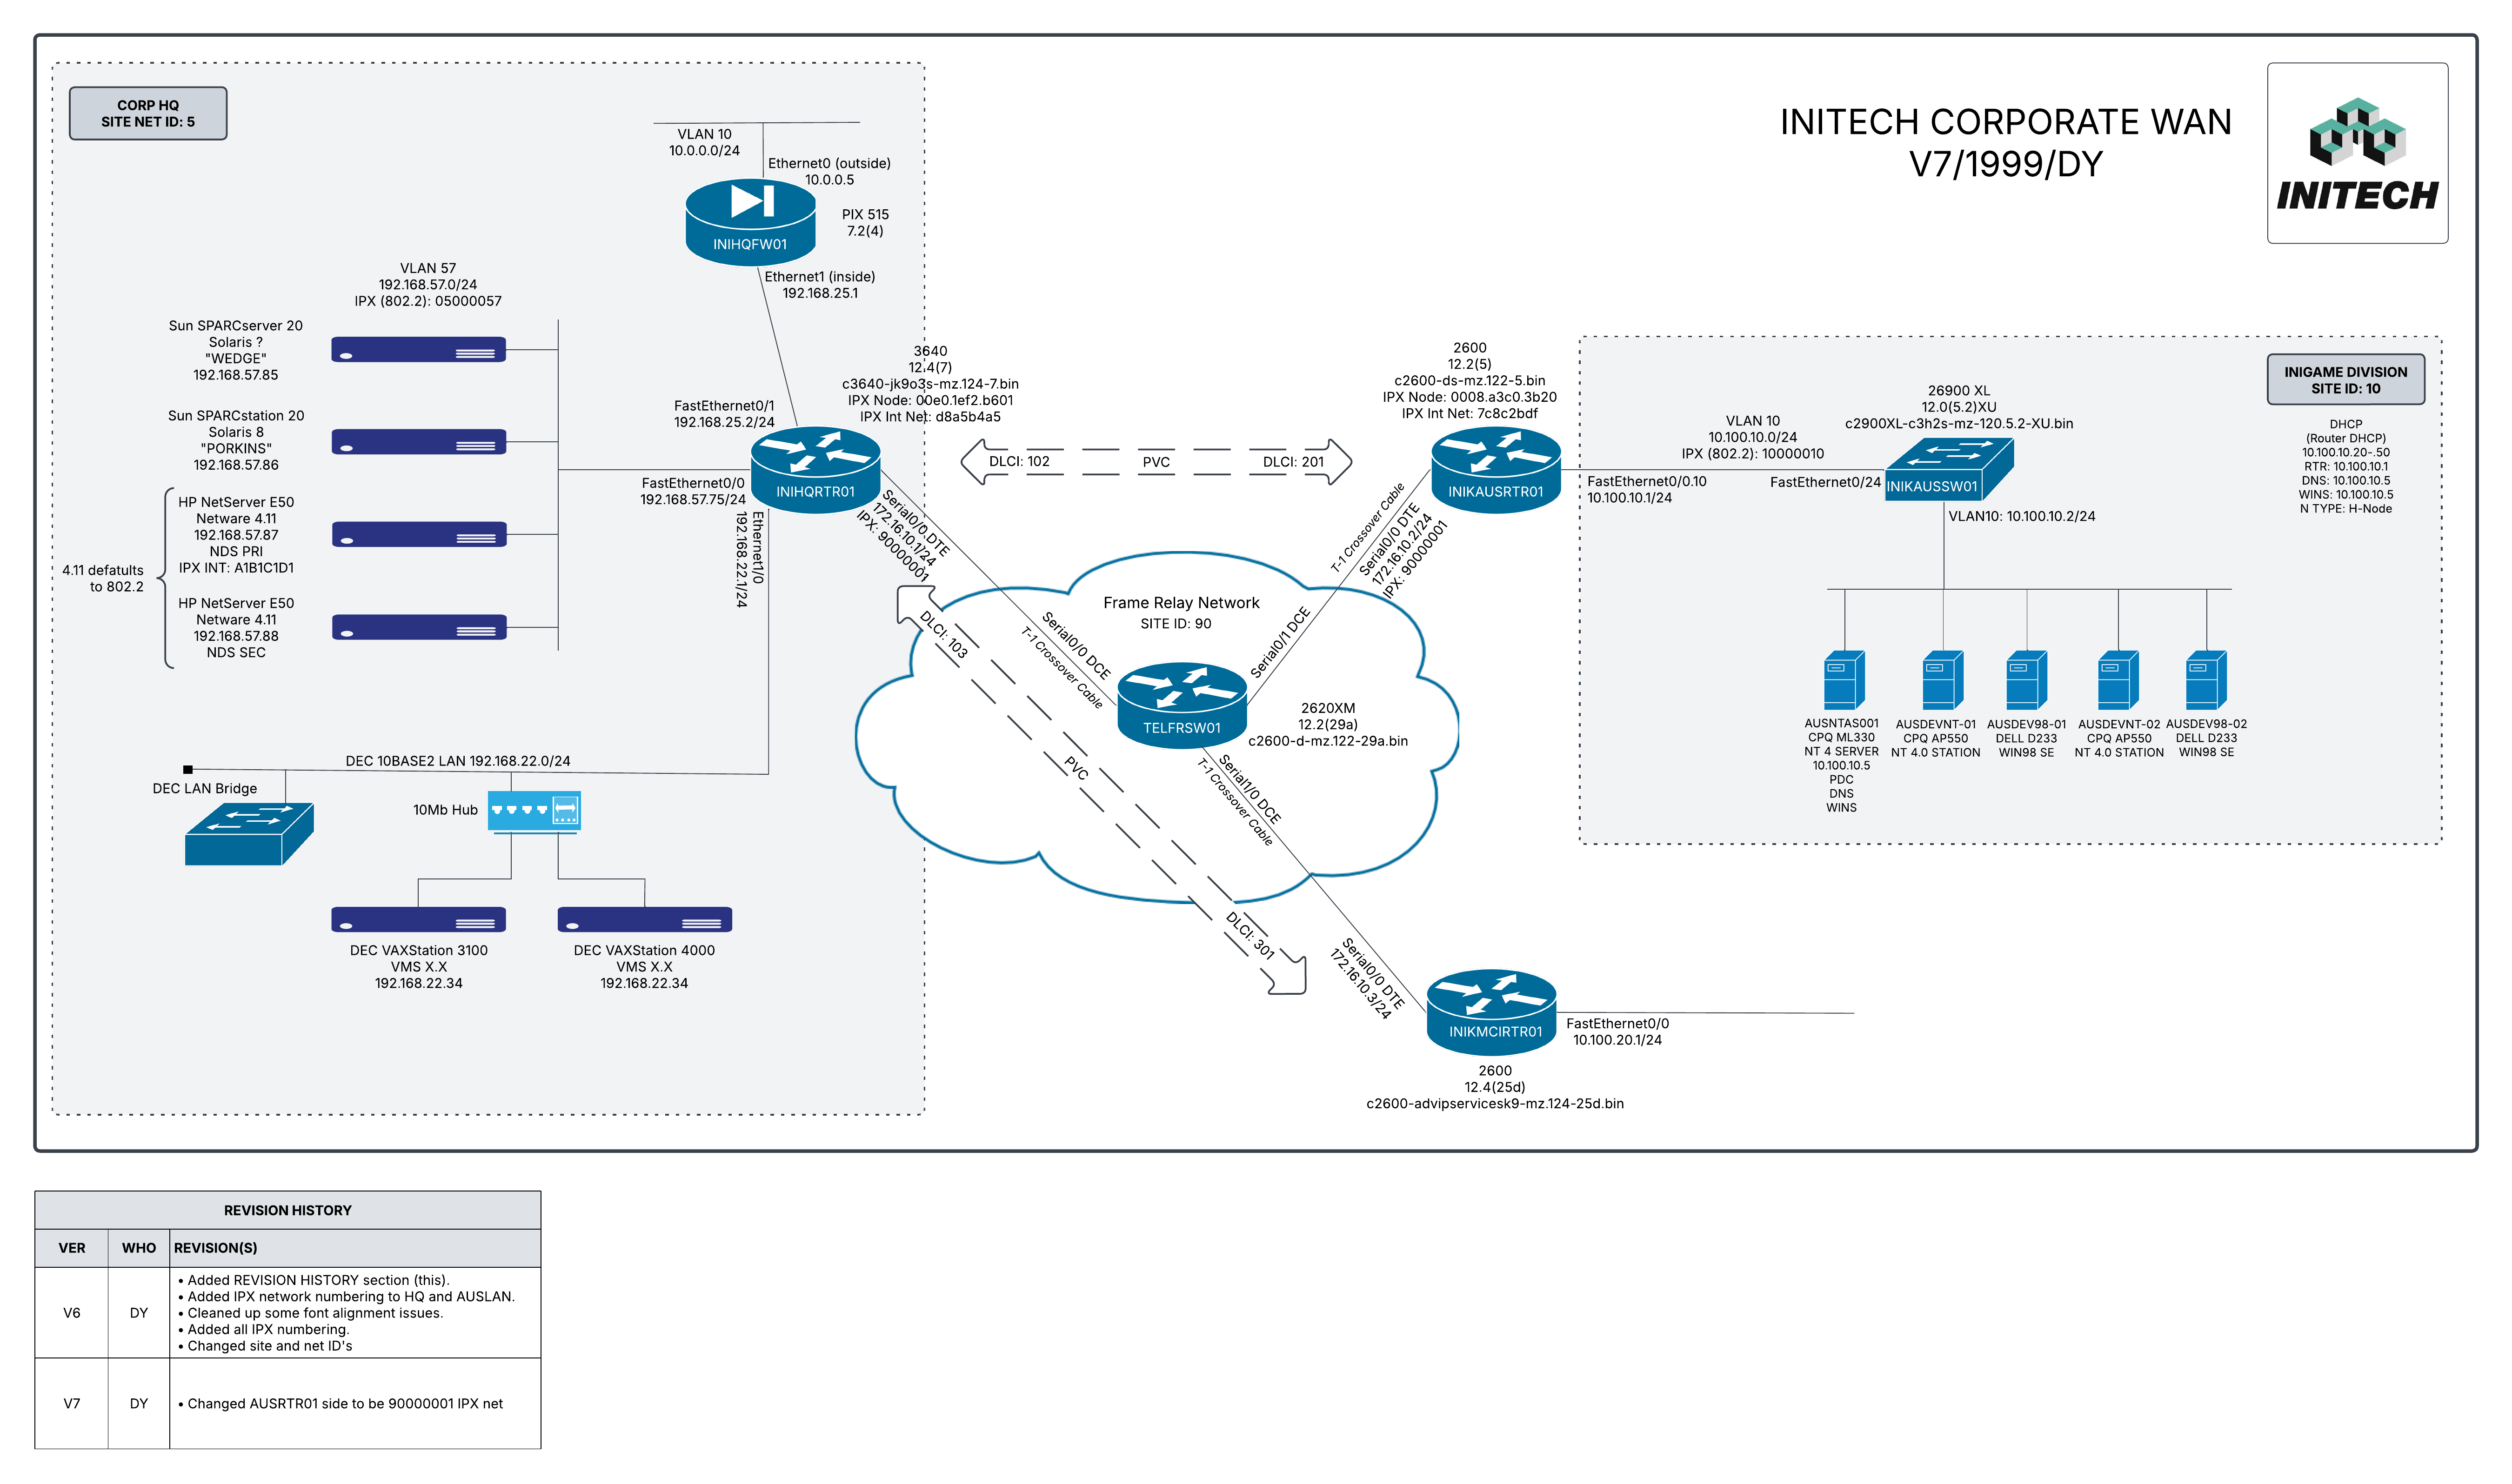 CORP HQ
SITE NET ID: 5
INITECH CORPORATE WAN
V7/1999/DY
INITECH
VLAN 10
10.0.0.0/24
Ethernet0 (outside)
10.0.0.5
PIX 515
7.2(4)
INIHQFW01
Ethernet1 (inside)
192.168.25.1
VLAN 57
192.168.57.0/24
IPX (802.2): 05000057
Sun SPARCserver 20
Solaris ?
"WEDGE"
192.168.57.85
Sun SPARCstation 20
Solaris 8
"PORKINS"
192.168.57.86
HP NetServer E50
Netware 4.11
192.168.57.87
NDS PRI
IPX INT: A1B1C1D1
4.11 defatults
to 802.2
HP NetServer E50
Netware 4.11
192.168.57.88
NDS SEC
FastEthernet0/1
192.168.25.2/24
3640
12.4(7)
c3640-jk9o3s-mz.124-7.bin
IPX Node: 00e0.1ef2.b601
IPX Int Net: d8a5b4a5
FastEthernet0/0
192.168.57.75/24
INIHQRTR01
Ethernet1/0
192.168.22.1/24
Serial0/0 DTE
172.16.10.1/24
IPX: 90000001
DLCI: 102
PVC
DLCI: 201
2600
12.2(5)
c2600-ds-mz.122-5.bin
IPX Node: 0008.a3c0.3b20
IPX Int Net: 7c8c2bdf
INIKAUSRTR01
T-1 Crossover Cable
Serial0/0 DTE
172.16.10.2/24
IPX: 90000001
FastEthernet0/0.10
10.100.10.1/24
VLAN 10
10.100.10.0/24
IPX (802.2): 10000010
FastEthernet0/24
26900 XL
12.0(5.2)XU
c2900XL-c3h2s-mz-120.5.2-XU.bin
INIKAUSSW01
VLAN10: 10.100.10.2/24
INIGAME DIVISION
SITE ID: 10
DHCP
(Router DHCP)
10.100.10.20-.50
RTR: 10.100.10.1
DNS: 10.100.10.5
WINS: 10.100.10.5
N TYPE: H-Node
AUSNTAS001
CPQ ML330
NT 4 SERVER
10.100.10.5
PDC
DNS
WINS
AUSDEVNT-01
CPQ AP550
NT 4.0 STATION
AUSDEV98-01
DELL D233
WIN98 SE
AUSDEVNT-02
CPQ AP550
NT 4.0 STATION
AUSDEV98-02
DELL D233
WIN98 SE
Frame Relay Network
SITE ID: 90
Serial0/0 DCE
T-1 Crossover Cable
Serial0/1 DCE
TELFRSW01
2620XM
12.2(29a)
c2600-d-mz.122-29a.bin
Serial1/0 DCE
T-1 Crossover Cable
DLCI: 103
PVC
DLCI: 301
Serial0/0 DTE
172.16.10.3/24
INIKMCIRTR01
FastEthernet0/0
10.100.20.1/24
2600
12.4(25d)
c2600-advipservicesk9-mz.124-25d.bin
DEC 10BASE2 LAN 192.168.22.0/24
DEC LAN Bridge
10Mb Hub
DEC VAXStation 3100
VMS X.X
192.168.22.34
DEC VAXStation 4000
VMS X.X
192.168.22.34
REVISION HISTORY
VER WHO REVISION(S)
V6 DY
• Added REVISION HISTORY section (this).
• Added IPX network numbering to HQ and AUSLAN.
• Cleaned up some font alignment issues.
• Added all IPX numbering.
• Changed site and net ID's
V7 DY • Changed AUSRTR01 side to be 90000001 IPX net